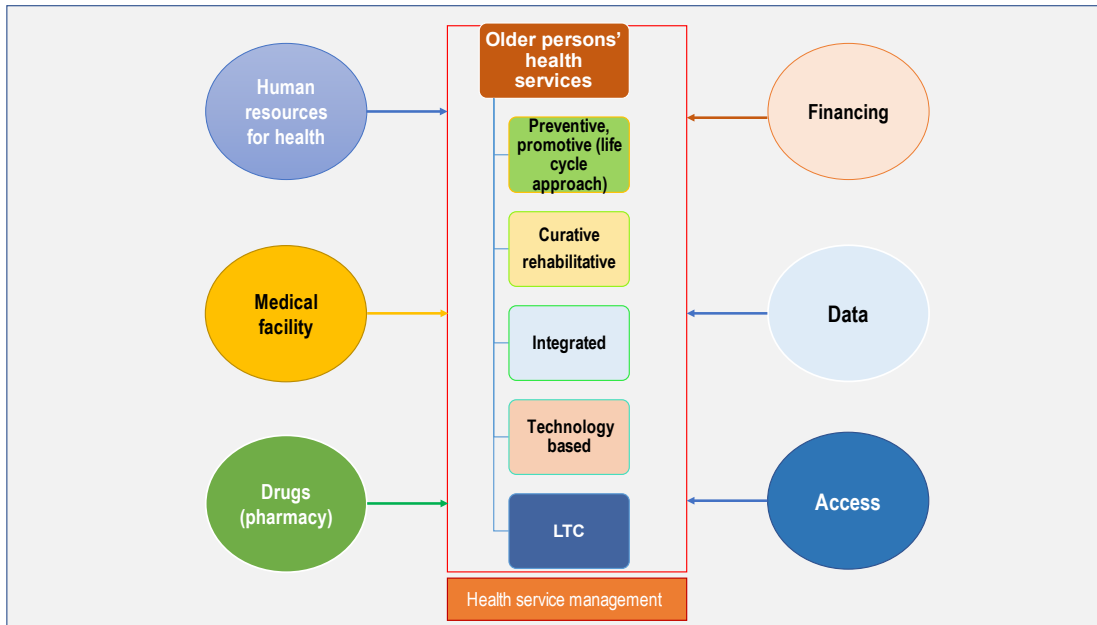 Older persons'
health
services
Human
resources
for health
Preventive,
promotive (life
cycle
approach)
Financing
Curative
rehabilitative
Medical
facility
Integrated
Data
Technology
based
Drugs
(pharmacy)
LTC
Access
Health service management